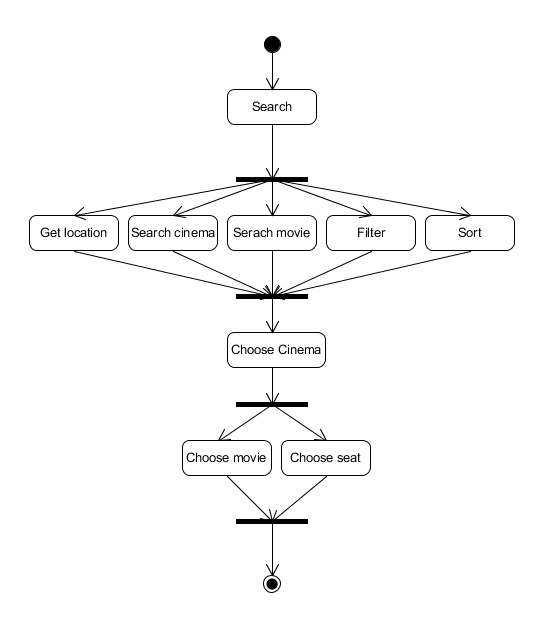 Search
Get location
Search cinema
Serach movie
Filter
Sort
Choose Cinema
Choose movie
Choose seat